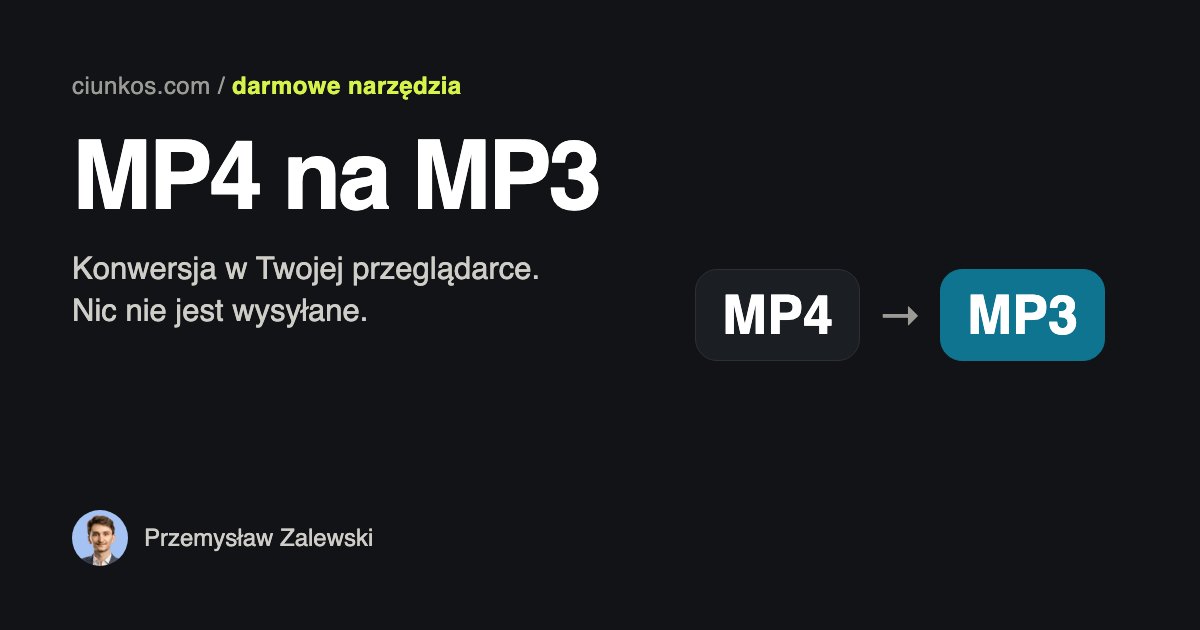 ciunkos.com / darmowe narzędzia
MP4 na MP3
Konwersja w Twojej przeglądarce.
Nic nie jest wysyłane.
MP4 → MP3
Przemysław Zalewski